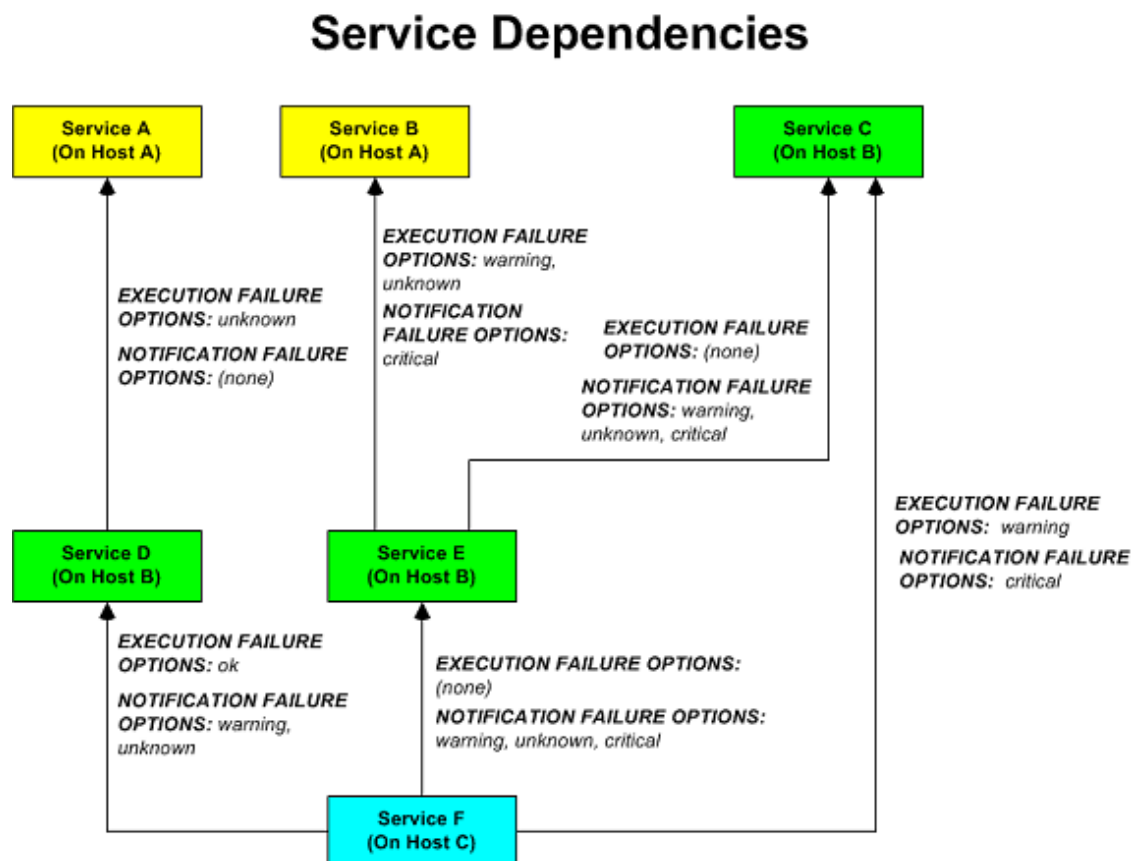 Service Dependencies
Service A
(On Host A)
Service B
(On Host A)
Service C
(On Host B)
EXECUTION FAILURE
OPTIONS: unknown
NOTIFICATION FAILURE
OPTIONS: (none)
EXECUTION FAILURE
OPTIONS: warning,
unknown
NOTIFICATION
FAILURE OPTIONS:
critical
EXECUTION FAILURE
OPTIONS: (none)
NOTIFICATION FAILURE
OPTIONS: warning,
unknown, critical
EXECUTION FAILURE
OPTIONS: warning
NOTIFICATION FAILURE
OPTIONS: critical
Service D
(On Host B)
Service E
(On Host B)
EXECUTION FAILURE
OPTIONS: ok
NOTIFICATION FAILURE
OPTIONS: warning,
unknown
EXECUTION FAILURE OPTIONS:
(none)
NOTIFICATION FAILURE OPTIONS:
warning, unknown, critical
Service F
(On Host C)